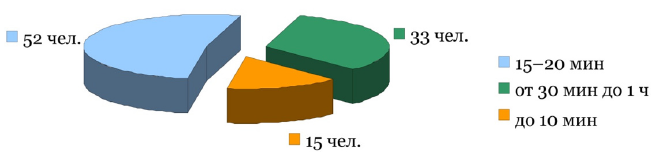 52 чел.
33 чел.
15 чел.
15–20 мин
от 30 мин до 1 ч
до 10 мин